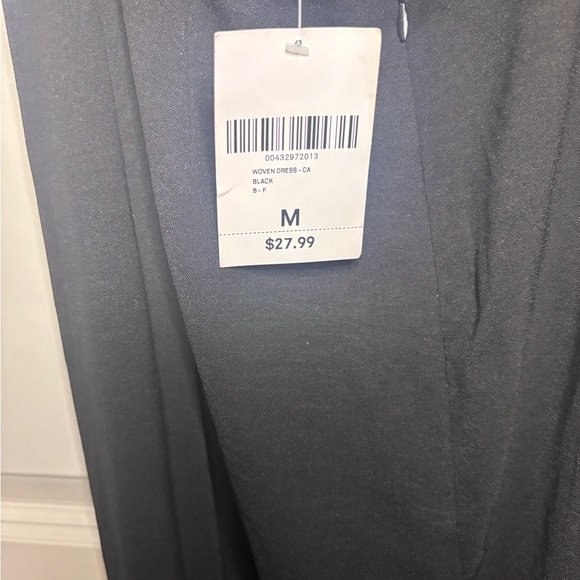 00432972013
WOVEN DRESS - CA
BLACK
B - F
M
$27.99